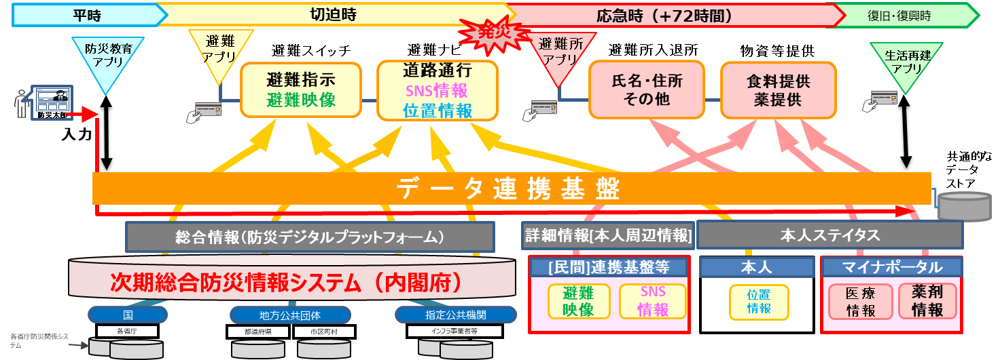 平時
切迫時
発災
応急時（+72時間）
復旧・復興時
防災教育
アプリ
避難
アプリ
避難スイッチ
避難指示
避難映像
避難ナビ
道路通行
SNS情報
位置情報
避難所
アプリ
避難所入退所
氏名・住所
その他
物資等提供
食料提供
薬提供
生活再建
アプリ
防災太郎
入力
データ連携基盤
共通的な
データ
ストア
総合情報（防災デジタルプラットフォーム）
詳細情報[本人周辺情報]
本人ステイタス
次期総合防災情報システム（内閣府）
[民間]連携基盤等
避難
映像
SNS
情報
本人
位置
情報
マイナポータル
医療
情報
薬剤
情報
国
各省庁
地方公共団体
都道府県
市区町村
指定公共機関
インフラ事業者等
各省庁防災関係シス
テム